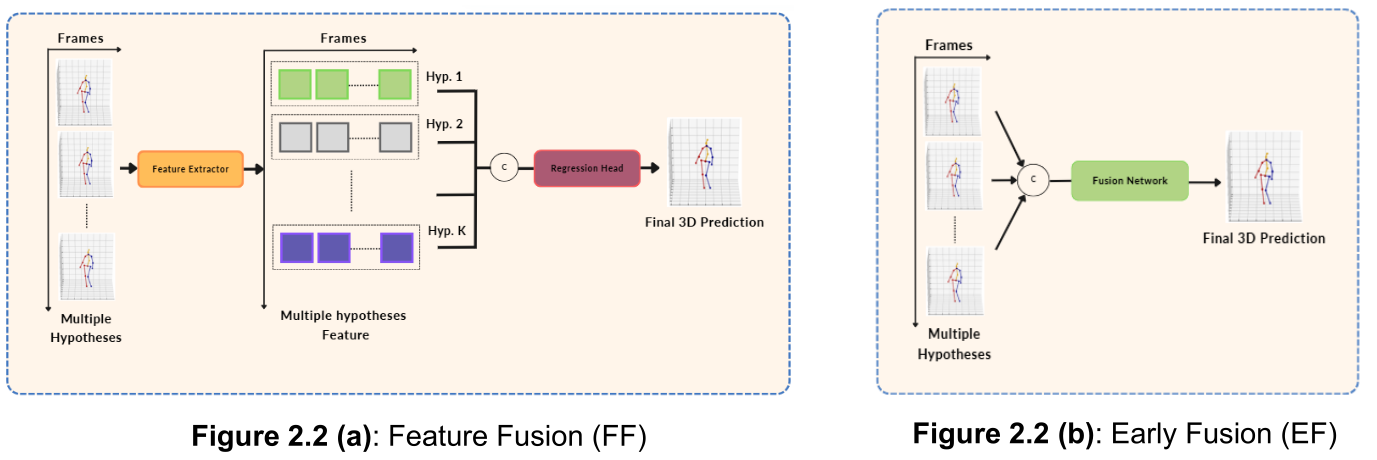 Frames
Multiple
Hypotheses
Feature Extractor
Frames
Hyp. 1
Hyp. 2
Hyp. K
Multiple hypotheses
Feature
C
Regression Head
Final 3D Prediction
Figure 2.2 (a): Feature Fusion (FF)
Frames
Multiple
Hypotheses
C
Fusion Network
Final 3D Prediction
Figure 2.2 (b): Early Fusion (EF)